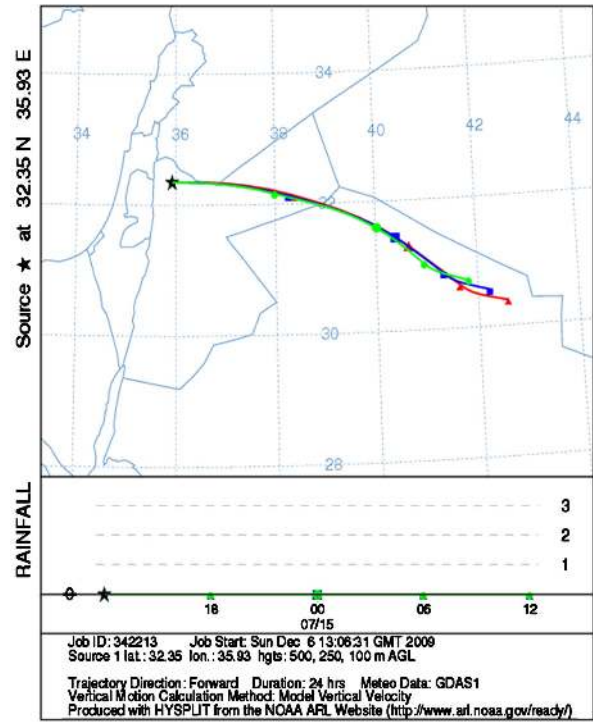 Source ★ at 32.35 N 35.93 E
34
34
36
38
40
42
44
30
28
RAINFALL
3
2
1
0
18
00
06
12
07/15
Job ID: 342213 Job Start: Sun Dec 6 13:06:31 GMT 2009
Source 1 lat.: 32.35 lon.: 35.93 hgts: 500, 250, 100 m AGL
Trajectory Direction: Forward Duration: 24 hrs Meteo Data: GDAS1
Vertical Motion Calculation Method: Model Vertical Velocity
Produced with HYSPLIT from the NOAA ARL Website (http://www.arl.noaa.gov/ready/)